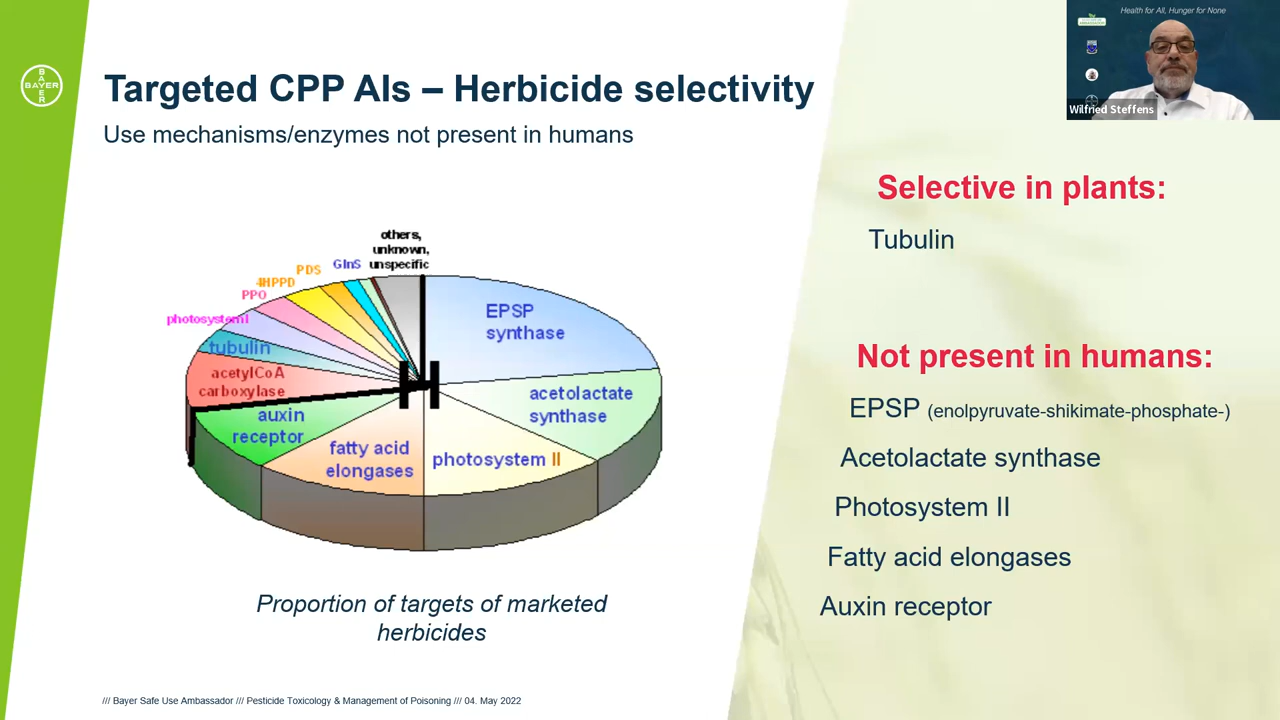 Health for All, Hunger for None
Wilfried Steffens
BAYER
BAYER
Targeted CPP AIs – Herbicide selectivity
Use mechanisms/enzymes not present in humans
others,
unknown,
unspecific
GlnS
PDS
4HPPD
PPO
photosystemI
tubulin
acetylCoA
carboxylase
auxin
receptor
fatty acid
elongases
photosystem II
acetolactate
synthase
EPSP
synthase
Proportion of targets of marketed
herbicides
Selective in plants:
Tubulin
Not present in humans:
EPSP (enolpyruvate-shikimate-phosphate-)
Acetolactate synthase
Photosystem II
Fatty acid elongases
Auxin receptor
/// Bayer Safe Use Ambassador /// Pesticide Toxicology & Management of Poisoning /// 04. May 2022